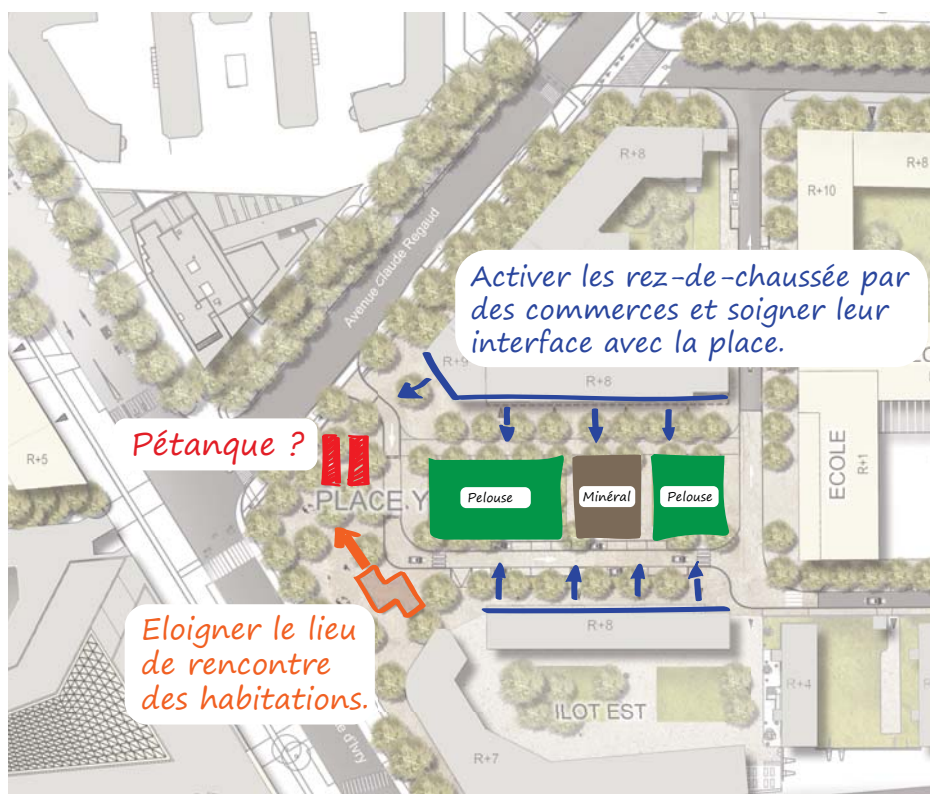 R+8
R+8
R+10
Avenue Claude Regaud
Activer les rez-de-chaussée par
des commerces et soigner leur
interface avec la place.
R+9
R+8
Pétanque ?
R+5
PLACE Y
Pelouse
Minéral
Pelouse
ECOLE
R+1
Eloigner le lieu
de rencontre
des habitations.
R+8
R+4
ILOT EST
d'Ivry
R+7